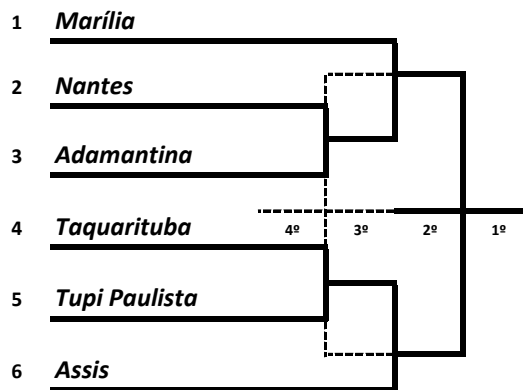 1 Marília
2 Nantes
3 Adamantina
4 Taquarituba
4º 3º 2º 1º
5 Tupi Paulista
6 Assis